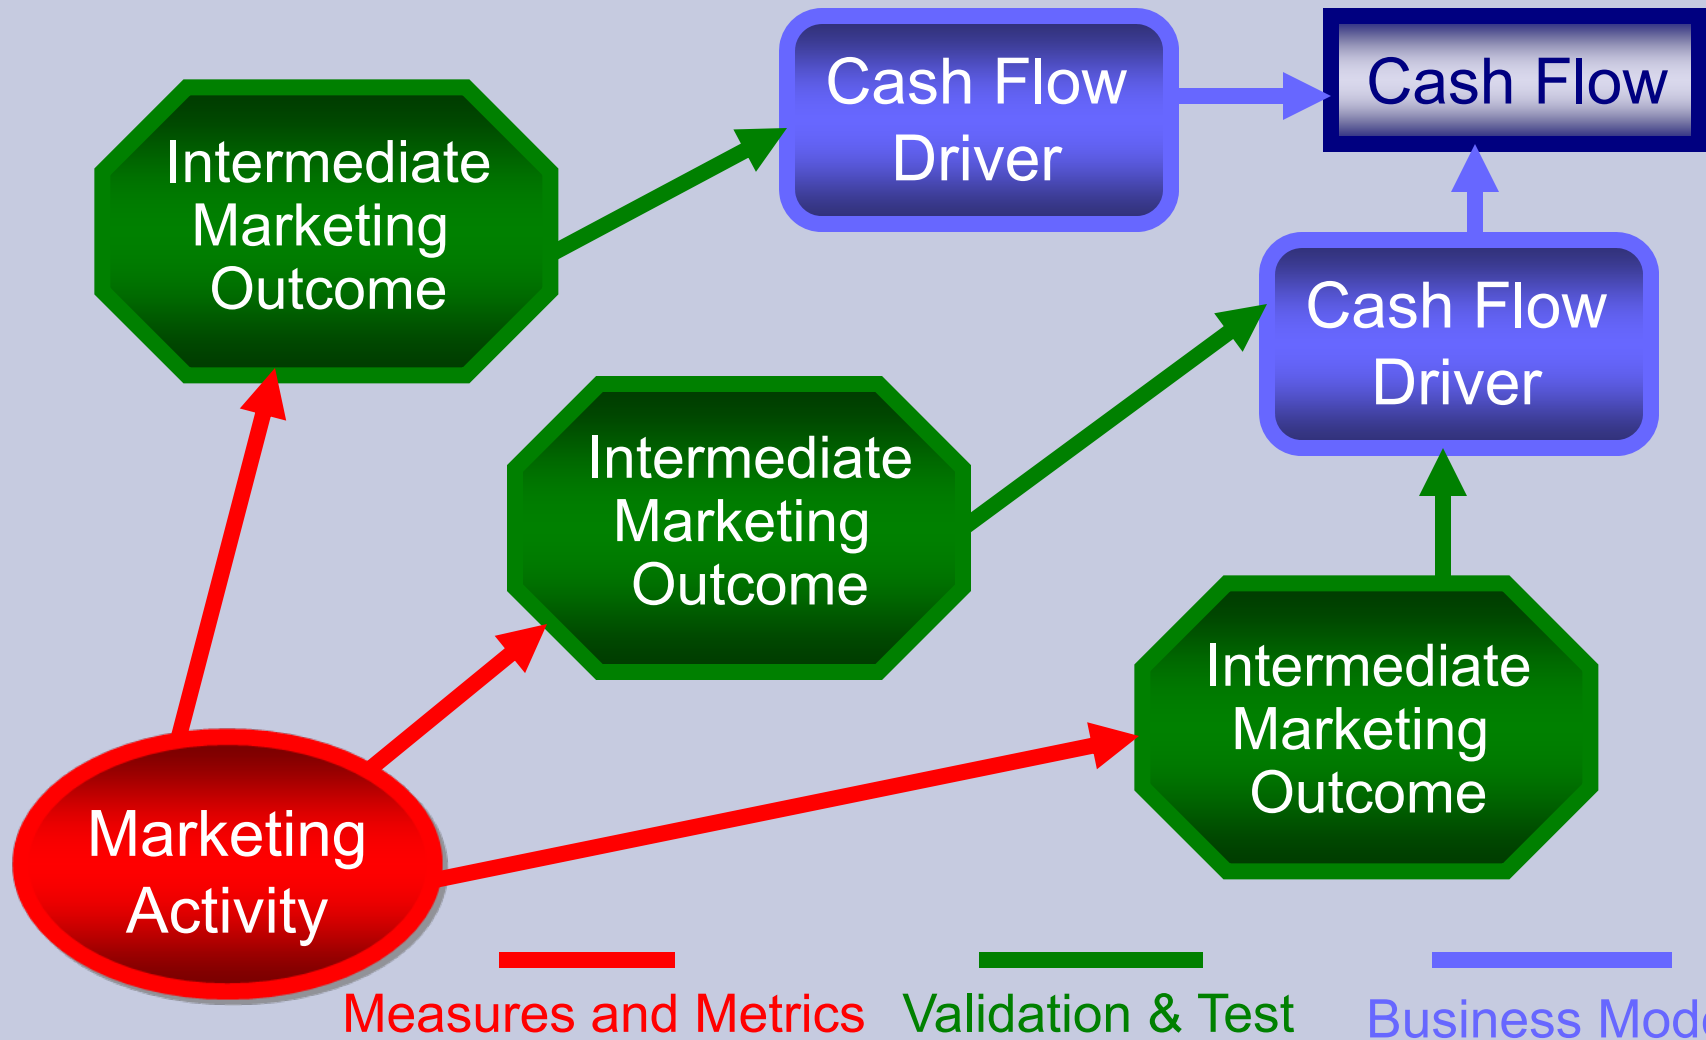 Cash Flow
Driver
Cash Flow
Intermediate
Marketing
Outcome
Cash Flow
Driver
Intermediate
Marketing
Outcome
Intermediate
Marketing
Outcome
Marketing
Activity
Measures and Metrics
Validation & Test
Business